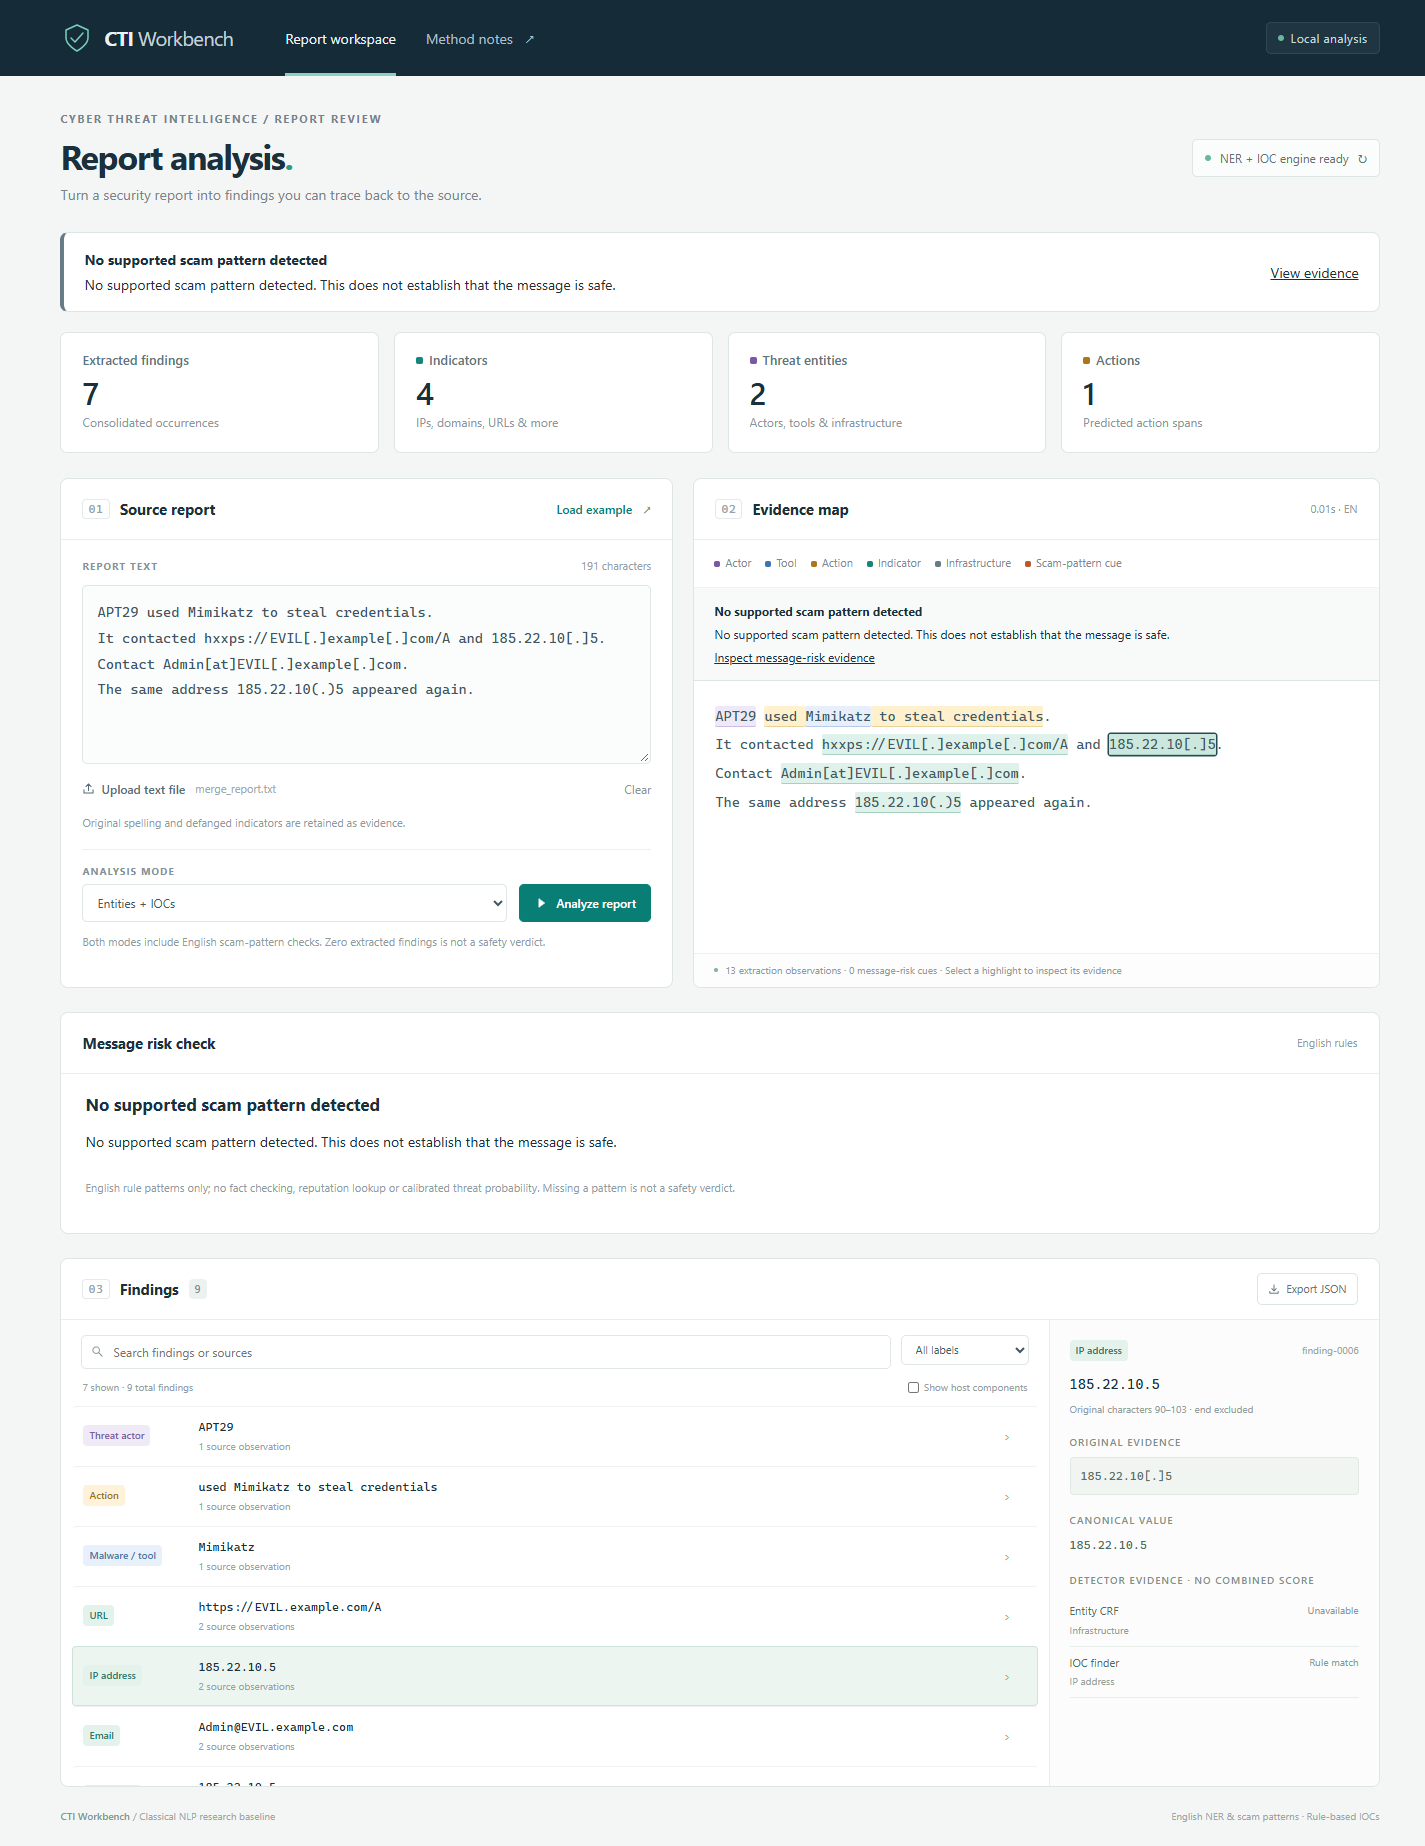 CTI Workbench
Report workspace
Method notes ↗
Local analysis
CYBER THREAT INTELLIGENCE / REPORT REVIEW
Report analysis.
NER + IOC engine ready ↻
Turn a security report into findings you can trace back to the source.
No supported scam pattern detected
No supported scam pattern detected. This does not establish that the message is safe.
View evidence
Extracted findings
7
Consolidated occurrences
Indicators
4
IPs, domains, URLs & more
Threat entities
2
Actors, tools & infrastructure
Actions
1
Predicted action spans
01 Source report
Load example ↗
REPORT TEXT
191 characters
APT29 used Mimikatz to steal credentials.
It contacted hxxps://EVIL[.]example[.]com/A and 185.22.10[.]5.
Contact Admin[at]EVIL[.]example[.]com.
The same address 185.22.10(.)5 appeared again.
Upload text file merge_report.txt
Clear
Original spelling and defanged indicators are retained as evidence.
ANALYSIS MODE
Entities + IOCs
Analyze report
Both modes include English scam-pattern checks. Zero extracted findings is not a safety verdict.
02 Evidence map
0.01s · EN
Actor Tool Action Indicator Infrastructure Scam-pattern cue
No supported scam pattern detected
No supported scam pattern detected. This does not establish that the message is safe.
Inspect message-risk evidence
APT29 used Mimikatz to steal credentials.
It contacted hxxps://EVIL[.]example[.]com/A and 185.22.10[.]5.
Contact Admin[at]EVIL[.]example[.]com.
The same address 185.22.10(.)5 appeared again.
13 extraction observations · 0 message-risk cues · Select a highlight to inspect its evidence
Message risk check
English rules
No supported scam pattern detected
No supported scam pattern detected. This does not establish that the message is safe.
English rule patterns only; no fact checking, reputation lookup or calibrated threat probability. Missing a pattern is not a safety verdict.
03 Findings 9
Export JSON
Search findings or sources
All labels
7 shown · 9 total findings
Show host components
Threat actor
APT29
1 source observation
Action
used Mimikatz to steal credentials
1 source observation
Malware / tool
Mimikatz
1 source observation
URL
https://EVIL.example.com/A
2 source observations
IP address
185.22.10.5
2 source observations
Email
Admin@EVIL.example.com
2 source observations
185.22.10.5
IP address
finding-0006
185.22.10.5
Original characters 90–103 · end excluded
ORIGINAL EVIDENCE
185.22.10[.]5
CANONICAL VALUE
185.22.10.5
DETECTOR EVIDENCE · NO COMBINED SCORE
Entity CRF
Unavailable
Infrastructure
IOC finder
Rule match
IP address
CTI Workbench / Classical NLP research baseline
English NER & scam patterns · Rule-based IOCs